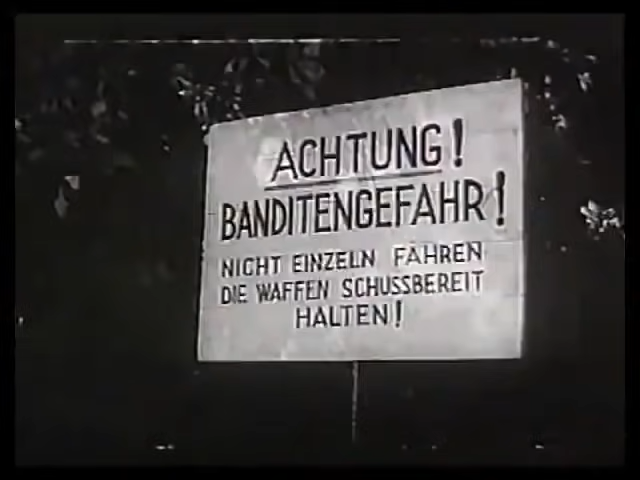 ACHTUNG!
BANDITENGEFAHR!
NICHT EINZELN FAHREN
DIE WAFFEN SCHUSSBEREIT
HALTEN!